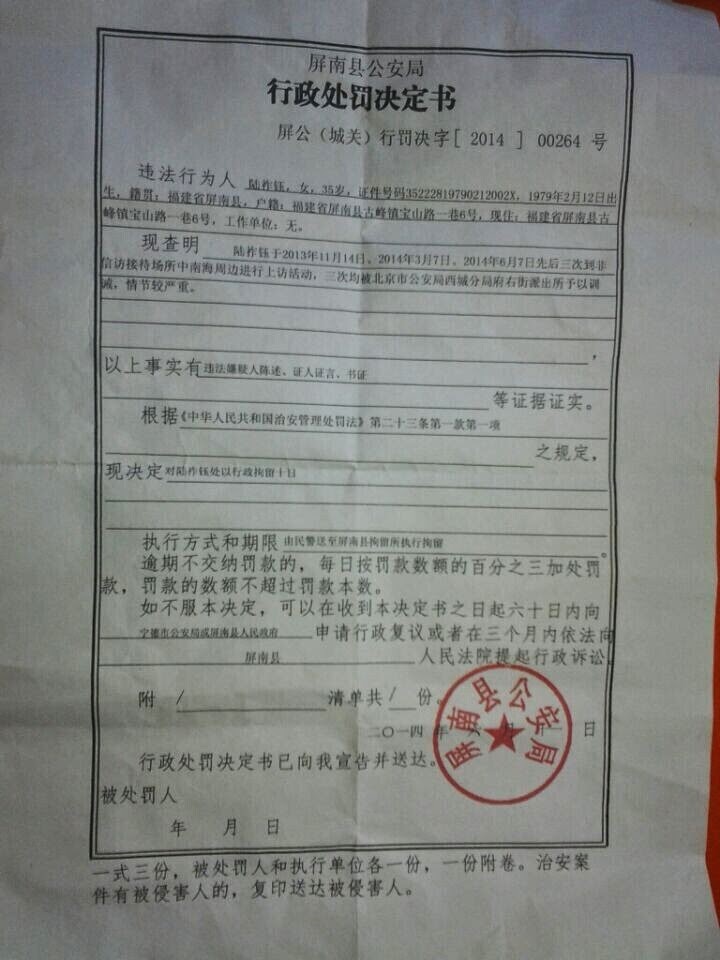 屏南县公安局
行政处罚决定书
屏公（城关）行罚决字［2014］00264 号
违法行为人 陆祚钰，女，35岁，证件号码35222819790212002X，1979年2月12日出
生，籍贯：福建省屏南县，户籍：福建省屏南县古峰镇宝山路一巷6号，现住：福建省屏南县古
峰镇宝山路一巷6号，工作单位：无。
现查明 陆祚钰于2013年11月14日、2014年3月7日、2014年6月7日先后三次到非
信访接待场所中南海周边进行上访活动，三次均被北京市公安局西城分局府右街派出所予以训
诫，情节较严重。
，
以上事实有违法嫌疑人陈述、证人证言、书证
等证据证实。
根据《中华人民共和国治安管理处罚法》第二十三条第一款第一项
之规定，
现决定 对陆祚钰处以行政拘留十日
执行方式和期限 由民警送至屏南县拘留所执行拘留 。
逾期不交纳罚款的，每日按罚款数额的百分之三加处罚
款，罚款的数额不超过罚款本数。
如不服本决定，可以在收到本决定书之日起六十日内向
宁德市公安局或屏南县人民政府 申请行政复议或者在三个月内依法向
屏南县 人民法院提起行政诉讼。
附 / 清单共 / 份。
屏南县公安局
二〇一四年 六 月 日
行政处罚决定书已向我宣告并送达。
被处罚人
年 月 日
一式三份，被处罚人和执行单位各一份，一份附卷。治安案
件有被侵害人的，复印送达被侵害人。